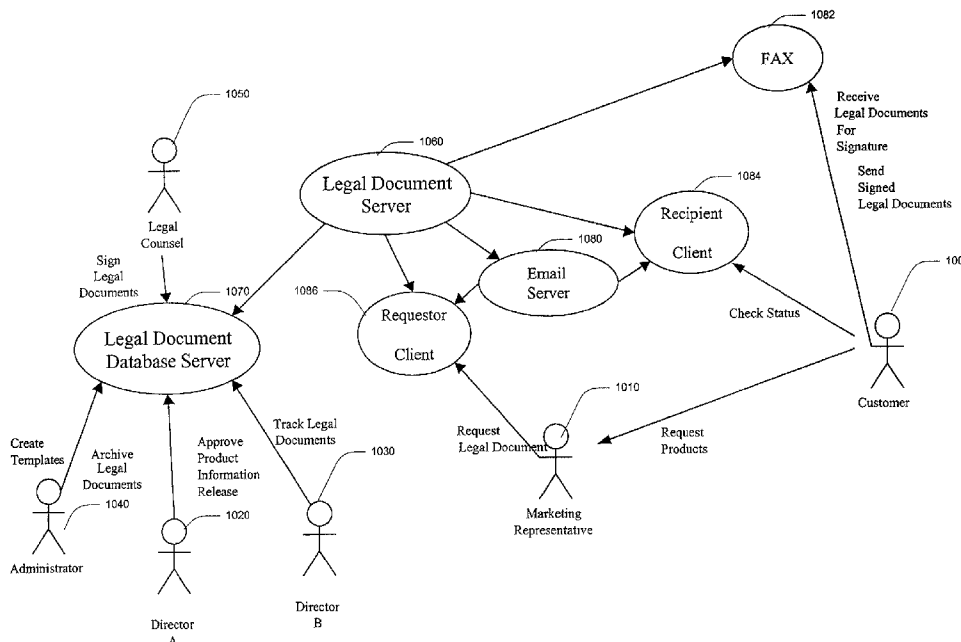 1082
FAX
Receive
Legal Documents
For
Signature
Send
Signed
Legal Documents
1050
Legal
Counsel
Sign
Legal
Documents
1060
Legal Document
Server
1084
Recipient
Client
1080
Email
Server
1070
Legal Document
Database Server
1086
Requestor
Client
Check Status
100
Customer
Request
Products
1010
Request
Legal Document
Marketing
Representative
Create
Templates
Archive
Legal
Documents
1040
Administrator
Approve
Product
Information
Release
1020
Director
A
Track Legal
Documents
1030
Director
B